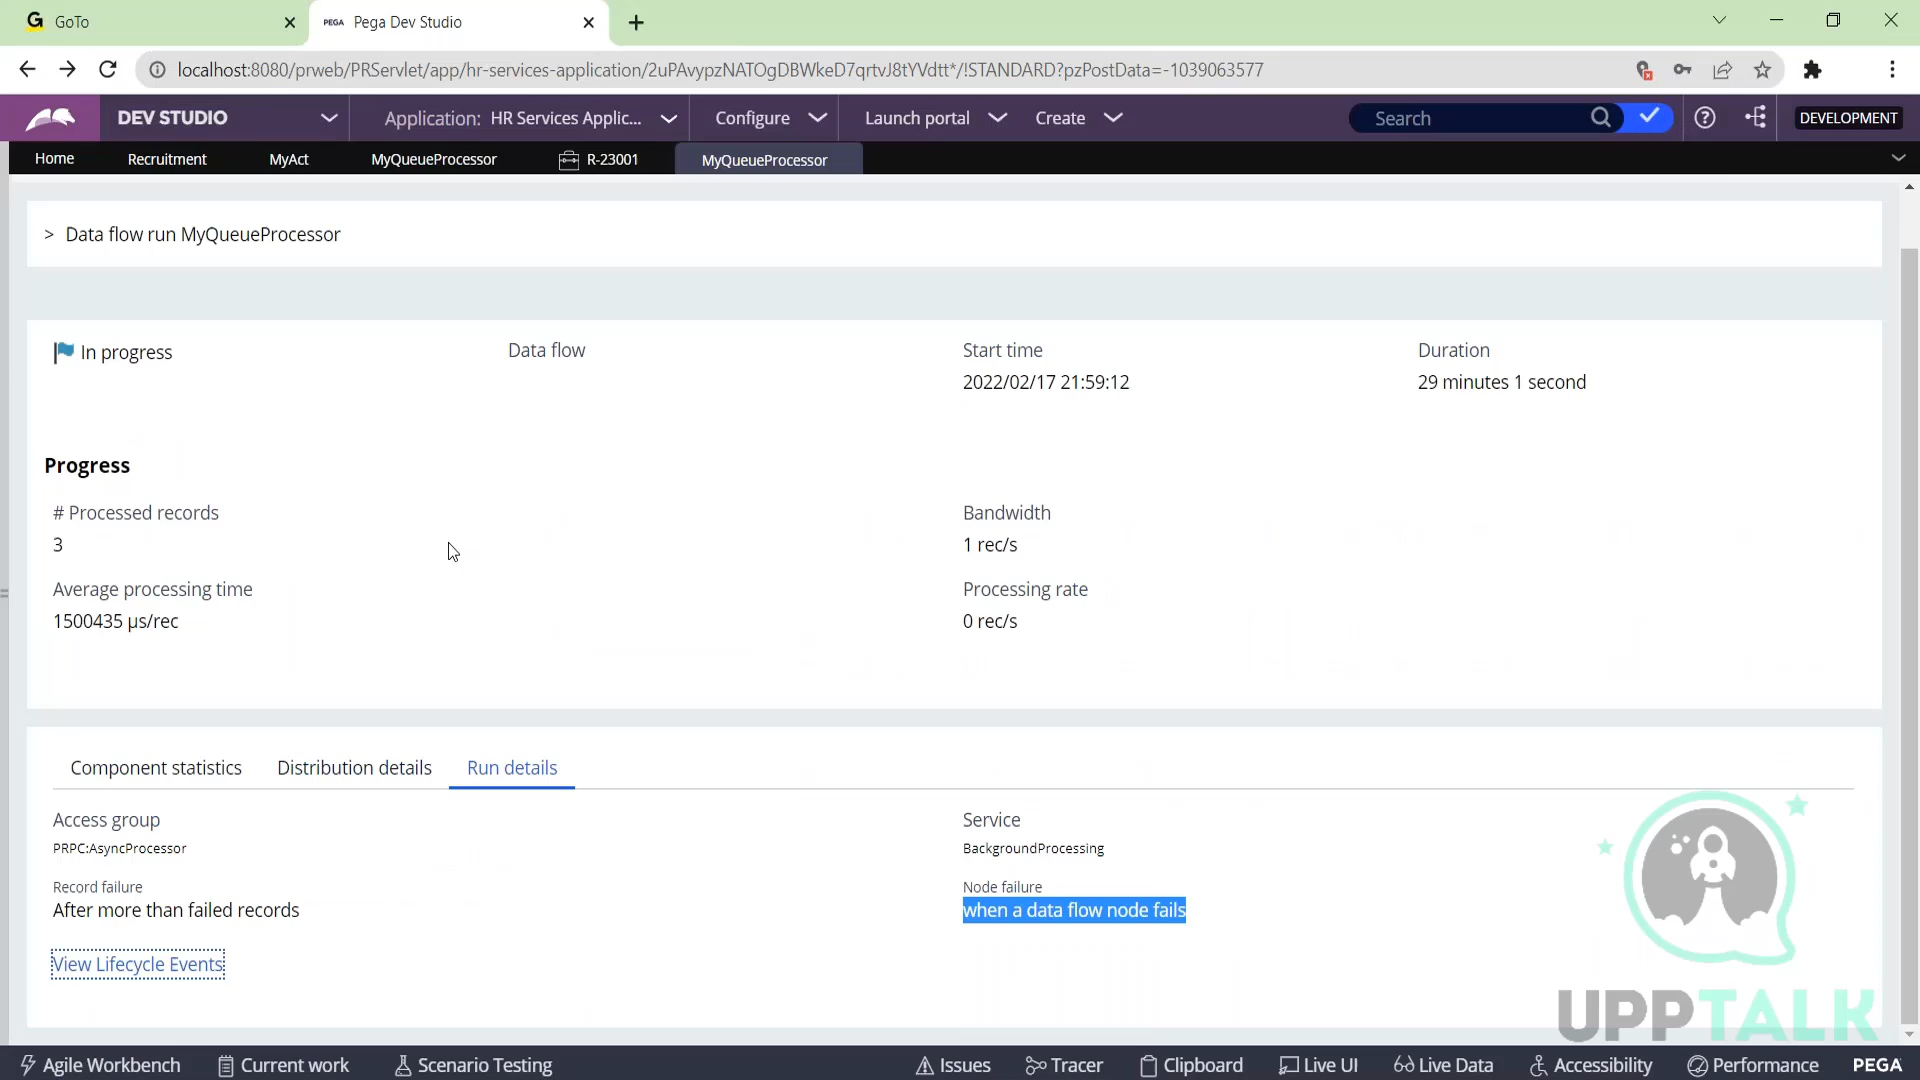 GoTo
PEGA Pega Dev Studio
localhost:8080/prweb/PRServlet/app/hr-services-application/2uPAvypzNATOgDBWkeD7qrtvJ8tYVdtt*/!STANDARD?pzPostData=-1039063577
DEV STUDIO Application: HR Services Applic... Configure Launch portal Create Search DEVELOPMENT
Home Recruitment MyAct MyQueueProcessor R-23001 MyQueueProcessor
> Data flow run MyQueueProcessor
In progress Data flow Start time Duration
2022/02/17 21:59:12 29 minutes 1 second
Progress
# Processed records Bandwidth
3 1 rec/s
Average processing time Processing rate
1500435 µs/rec 0 rec/s
Component statistics Distribution details Run details
Access group Service
PRPC:AsyncProcessor BackgroundProcessing
Record failure Node failure
After more than failed records when a data flow node fails
View Lifecycle Events
UPPTALK
Agile Workbench Current work Scenario Testing Issues Tracer Clipboard Live UI Live Data Accessibility Performance PEGA